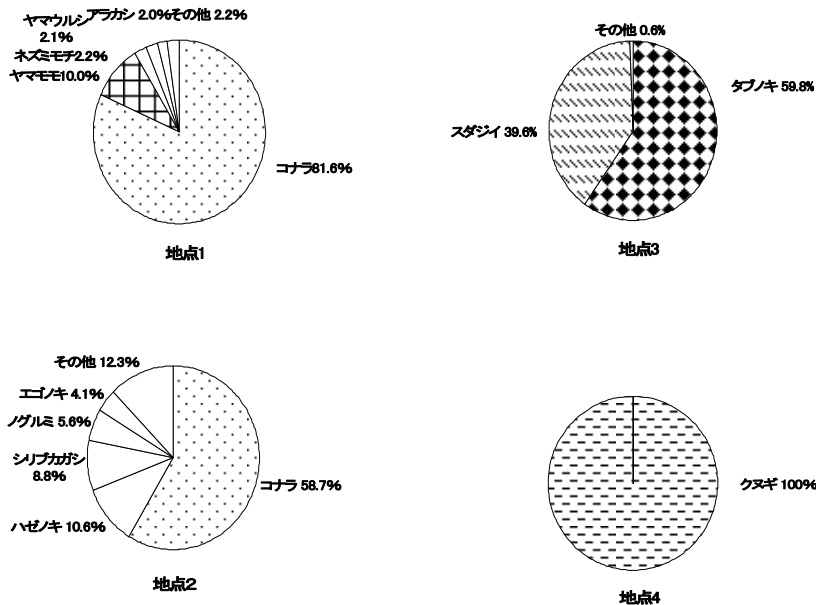 アラカシ 2.0%
その他 2.2%
ヤマウルシ
2.1%
ネズミモチ2.2%
ヤマモモ10.0%
コナラ81.6%
地点1
その他 0.6%
タブノキ 59.8%
スダジイ 39.6%
地点3
その他 12.3%
エゴノキ 4.1%
ノグルミ 5.6%
シリブカガシ
8.8%
ハゼノキ 10.6%
コナラ 58.7%
地点2
クヌギ 100%
地点4